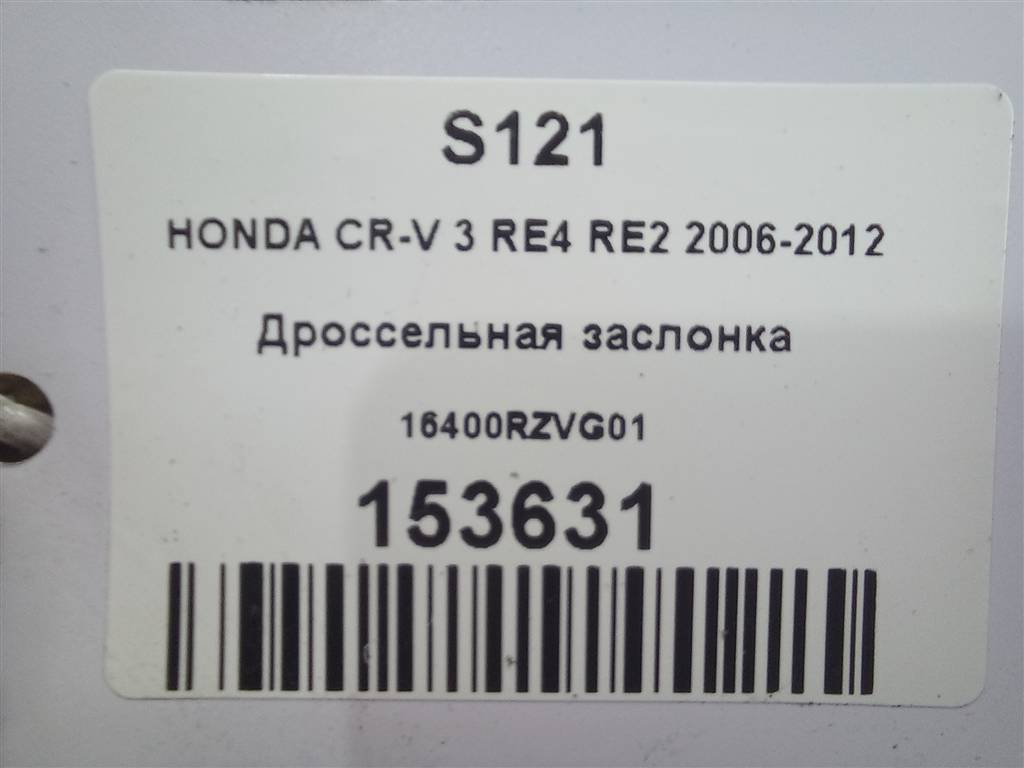 S121
HONDA CR-V 3 RE4 RE2 2006-2012
Дроссельная заслонка
16400RZVG01
153631